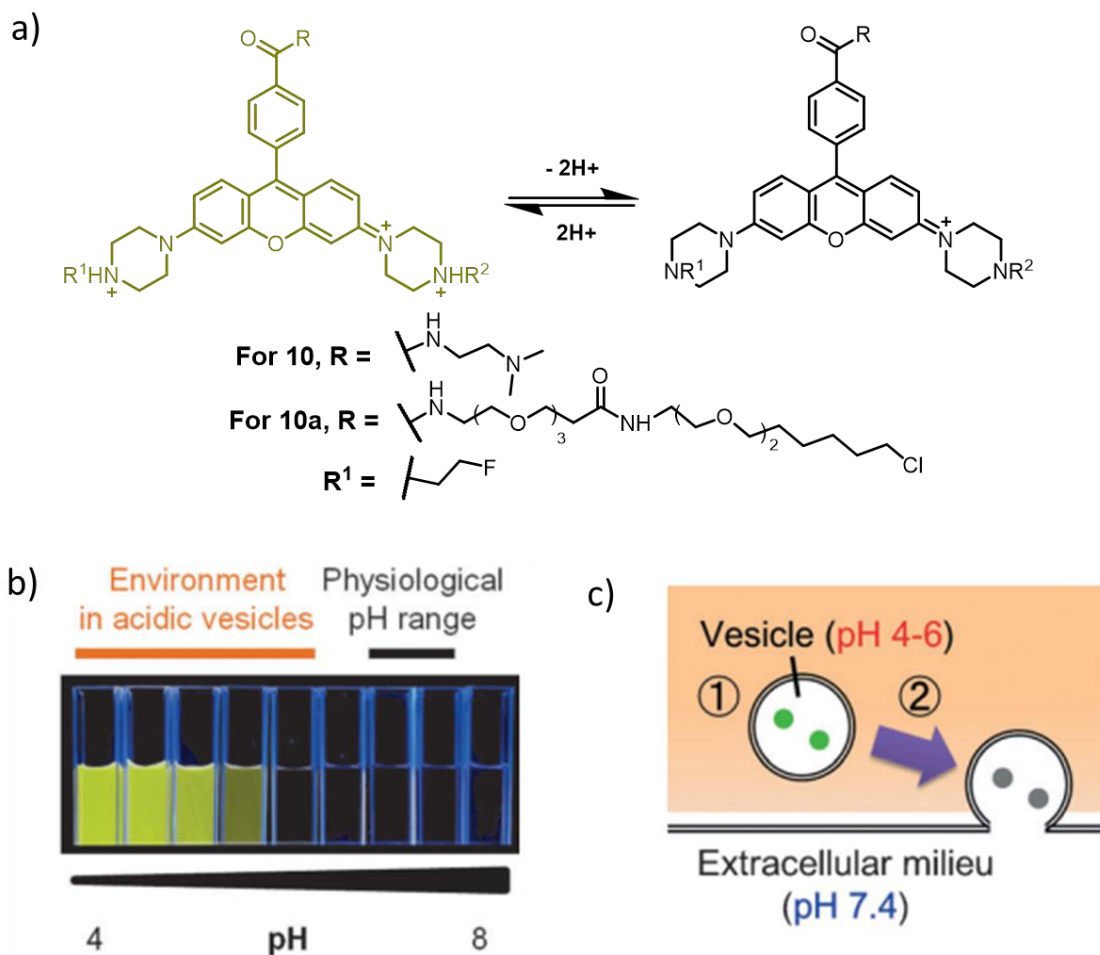 a)
O R
O R
- 2H+
2H+
N O N +
R¹HN + NHR² +
N O N +
NR¹ NR²
For 10, R = H N N
For 10a, R = H N ( O )3 O NH ( O )2 Cl
R¹ = F
b)
Environment
in acidic vesicles
Physiological
pH range
4 pH 8
c)
Vesicle (pH 4-6)
① ②
Extracellular milieu
(pH 7.4)